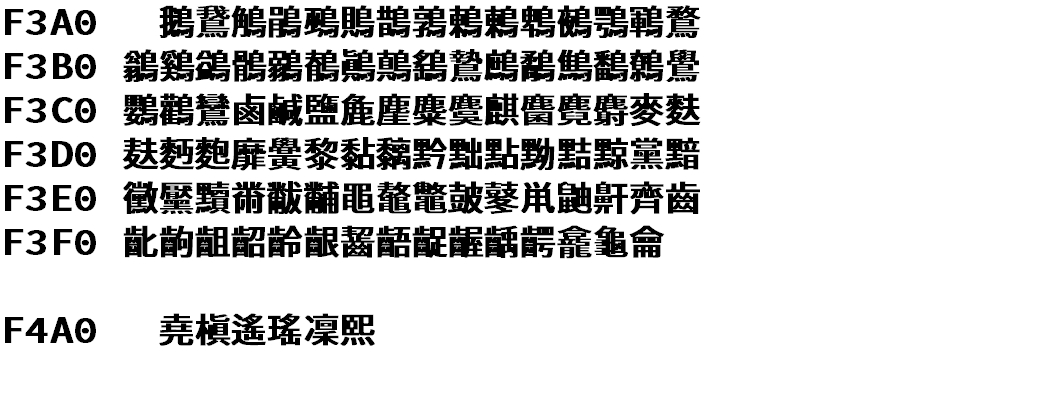 F3A0 鵝鵞鵤鵑鵐鵙鵲鶉鶇鶫鵯鵺鶚鶤鶩
F3B0 鶲鷄鷁鶻鶸鶺鷆鷏鷂鷙鷓鷸鷦鷭鷯鷽
F3C0 鸚鸛鸞鹵鹹鹽麁麈麋麌麒麕麑麝麥麩
F3D0 麸麪麭靡黌黎黏黐黔黜點黝黠黥黨黯
F3E0 黴黶黷黹黻黼黽鼇鼈皷鼕鼡鼬鼾齊齒
F3F0 齔齣齟齠齡齦齧齬齪齷齲齶龕龜龠
F4A0 堯槇遙瑤凜熙